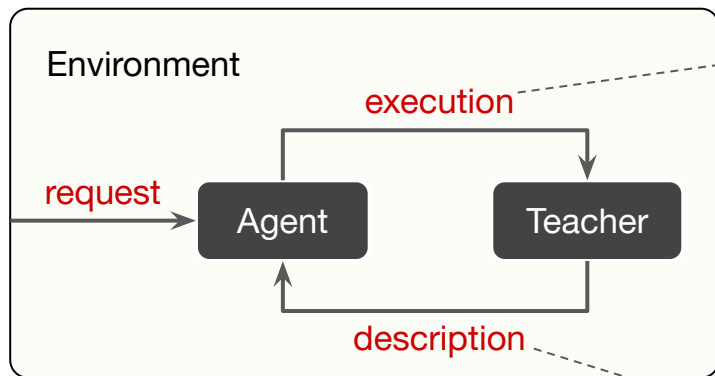 Environment
execution
request
Agent
Teacher
description